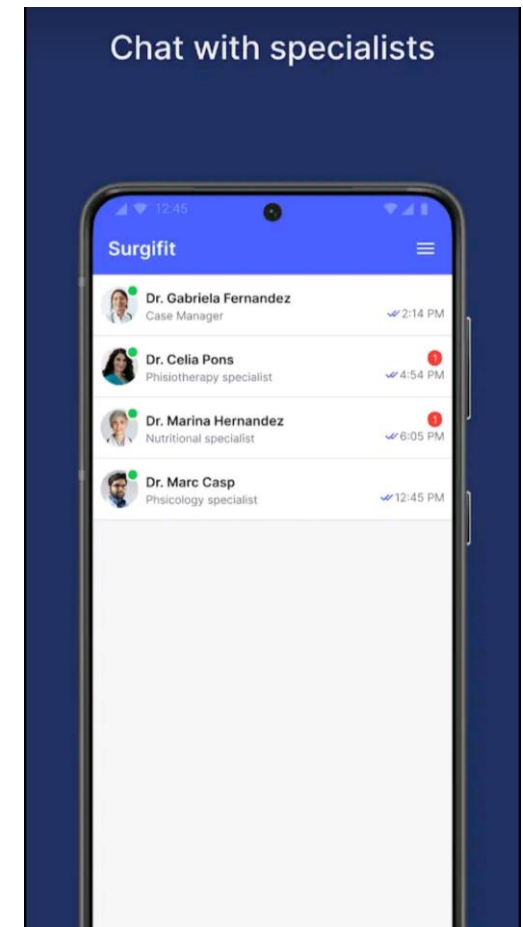 Chat with specialists
12:45
Surgifit
Dr. Gabriela Fernandez
Case Manager
2:14 PM
Dr. Celia Pons
1
Phisiotherapy specialist
4:54 PM
Dr. Marina Hernandez
1
Nutritional specialist
6:05 PM
Dr. Marc Casp
Phsicology specialist
12:45 PM